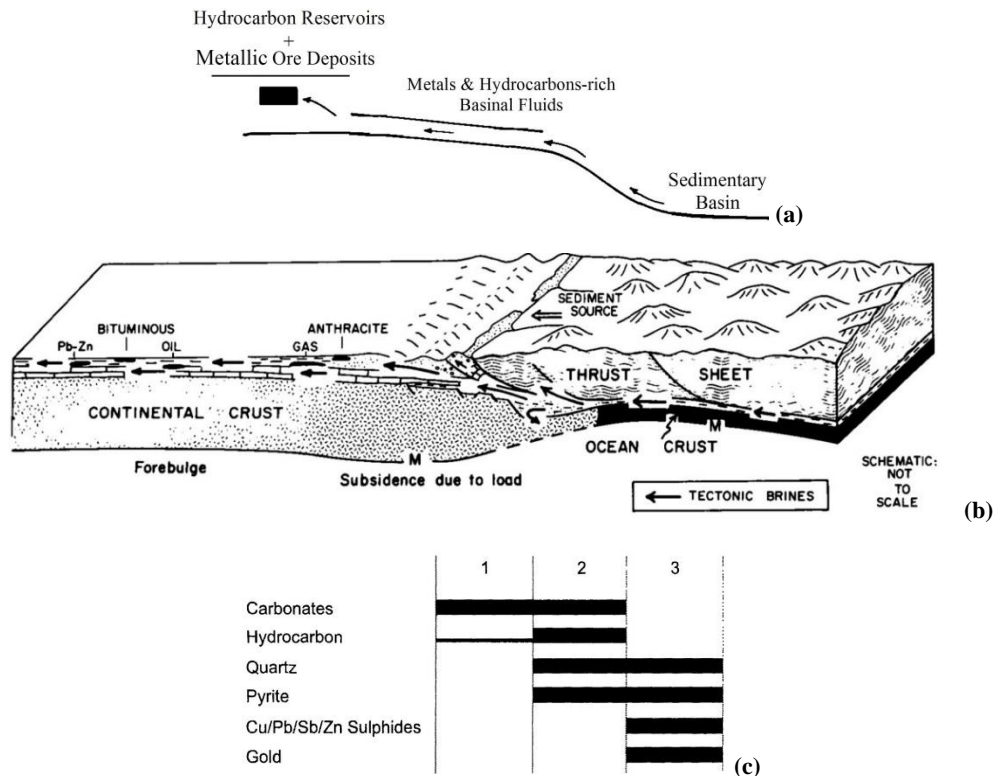 Hydrocarbon Reservoirs
+
Metallic Ore Deposits
Metals & Hydrocarbons-rich
Basinal Fluids
Sedimentary
Basin
(a)
SEDIMENT
SOURCE
BITUMINOUS
ANTHRACITE
Pb-Zn
OIL
GAS
THRUST
SHEET
CONTINENTAL CRUST
OCEAN CRUST
M
M
Forebulge
Subsidence due to load
SCHEMATIC:
NOT
TO
SCALE
TECTONIC BRINES
(b)
1 2 3
Carbonates
Hydrocarbon
Quartz
Pyrite
Cu/Pb/Sb/Zn Sulphides
Gold
(c)